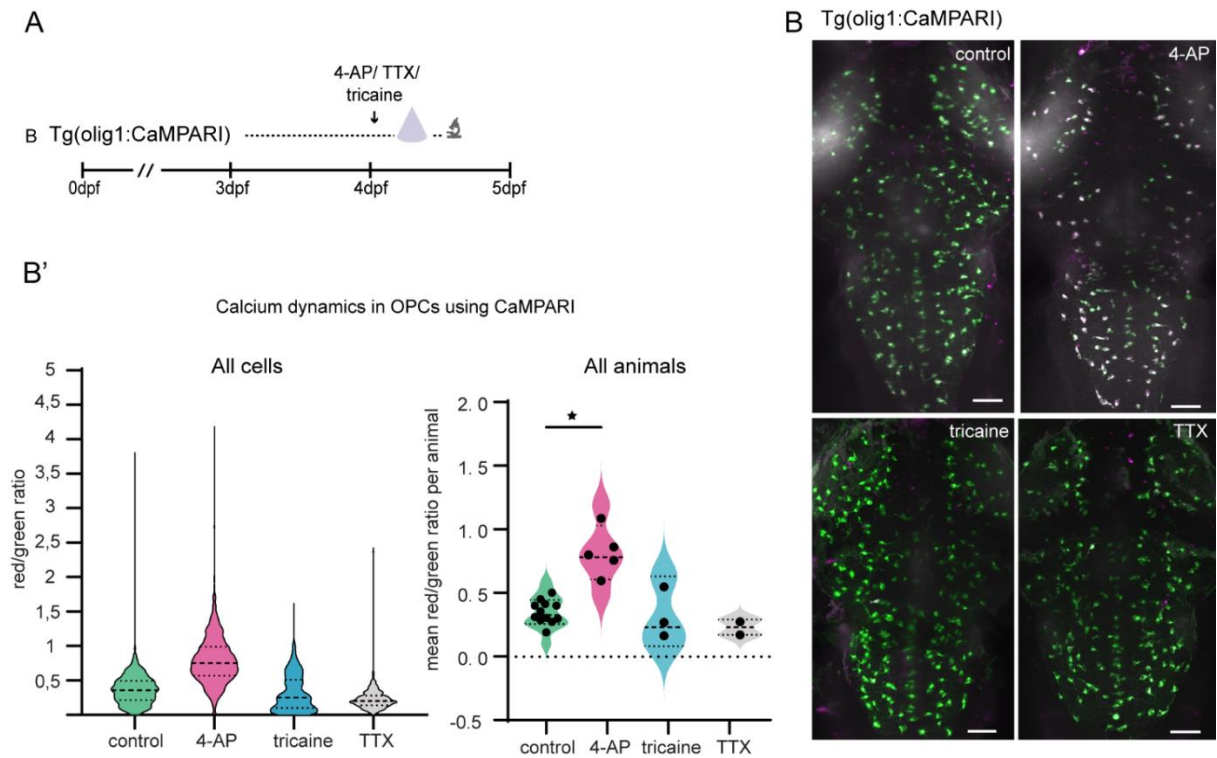 A
4-AP/ TTX/
tricaine
B Tg(olig1:CaMPARI)
0dpf
//
3dpf
4dpf
5dpf
B'
Calcium dynamics in OPCs using CaMPARI
All cells
red/green ratio
5
4,5
4
3,5
3
2,5
2
1,5
1
0,5
control
4-AP
tricaine
TTX
All animals
mean red/green ratio per animal
2.0
1.5
1.0
0.5
0.0
-0.5
control
4-AP
tricaine
TTX
B Tg(olig1:CaMPARI)
control
4-AP
tricaine
TTX